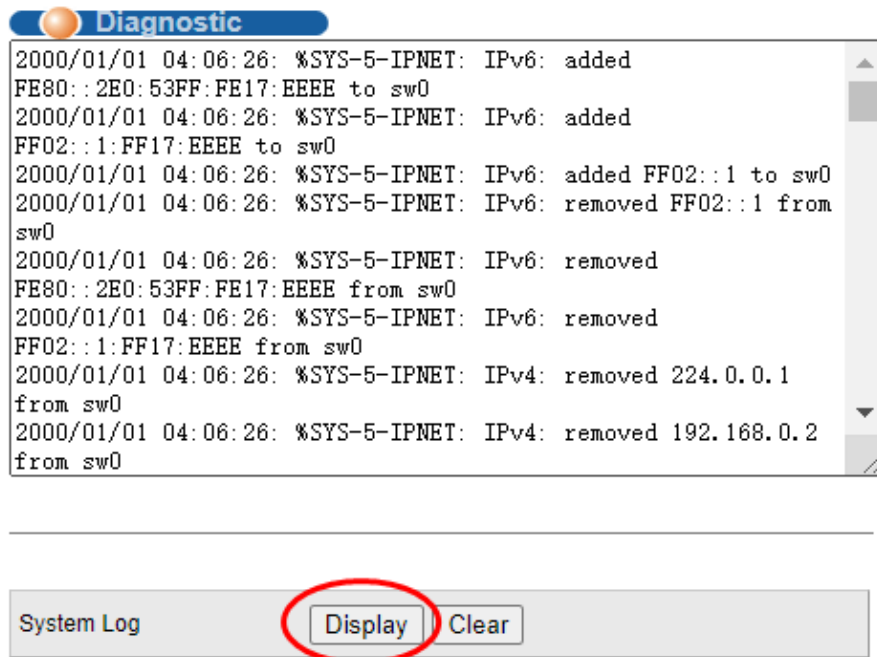 Diagnostic
2000/01/01 04:06:26: %SYS-5-IPNET: IPv6: added
FE80::2E0:53FF:FE17:EEEE to sw0
2000/01/01 04:06:26: %SYS-5-IPNET: IPv6: added
FF02::1:FF17:EEEE to sw0
2000/01/01 04:06:26: %SYS-5-IPNET: IPv6: added FF02::1 to sw0
2000/01/01 04:06:26: %SYS-5-IPNET: IPv6: removed FF02::1 from
sw0
2000/01/01 04:06:26: %SYS-5-IPNET: IPv6: removed
FE80::2E0:53FF:FE17:EEEE from sw0
2000/01/01 04:06:26: %SYS-5-IPNET: IPv6: removed
FF02::1:FF17:EEEE from sw0
2000/01/01 04:06:26: %SYS-5-IPNET: IPv4: removed 224.0.0.1
from sw0
2000/01/01 04:06:26: %SYS-5-IPNET: IPv4: removed 192.168.0.2
from sw0
System Log Display Clear